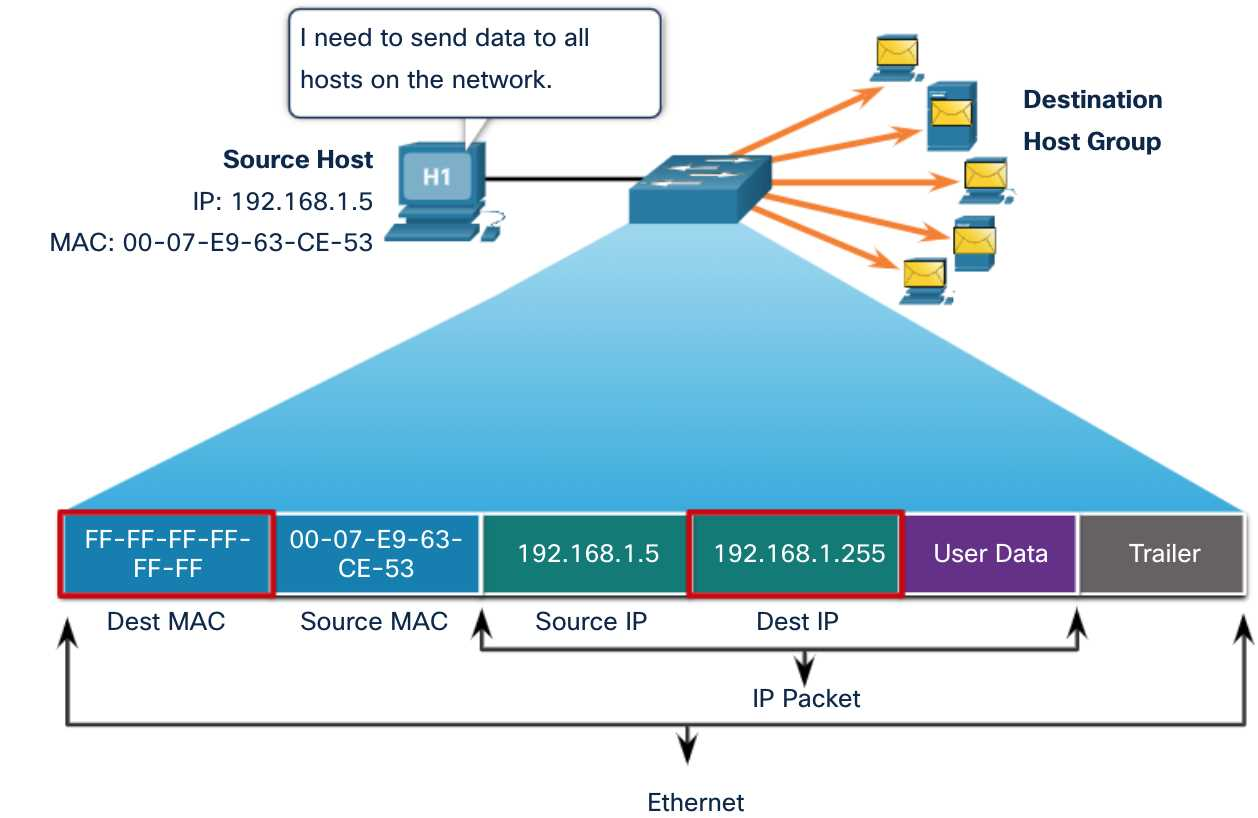 I need to send data to all
hosts on the network.
Destination
Host Group
Source Host
IP: 192.168.1.5
MAC: 00-07-E9-63-CE-53
H1
FF-FF-FF-FF-
FF-FF
00-07-E9-63-
CE-53
192.168.1.5
192.168.1.255
User Data
Trailer
Dest MAC
Source MAC
Source IP
Dest IP
IP Packet
Ethernet